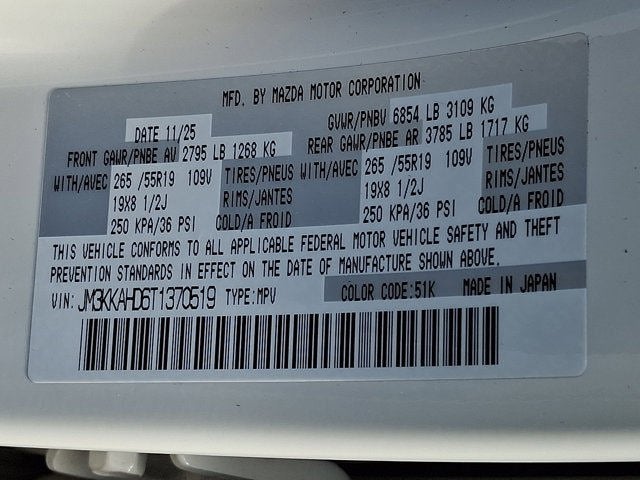 MFD. BY MAZDA MOTOR CORPORATION
DATE 11/25 GVWR/PNBV 6854 LB 3109 KG
FRONT GAWR/PNBE AV 2795 LB 1268 KG REAR GAWR/PNBE AR 3785 LB 1717 KG
WITH/AVEC 265 /55R19 109V TIRES/PNEUS WITH/AVEC 265 /55R19 109V TIRES/PNEUS
19X8 1/2J RIMS/JANTES 19X8 1/2J RIMS/JANTES
250 KPA/36 PSI COLD/A FROID 250 KPA/36 PSI COLD/A FROID
THIS VEHICLE CONFORMS TO ALL APPLICABLE FEDERAL MOTOR VEHICLE SAFETY AND THEFT
PREVENTION STANDARDS IN EFFECT ON THE DATE OF MANUFACTURE SHOWN ABOVE.
VIN: JM3KKAHD6T1370519 TYPE:MPV COLOR CODE:51K MADE IN JAPAN